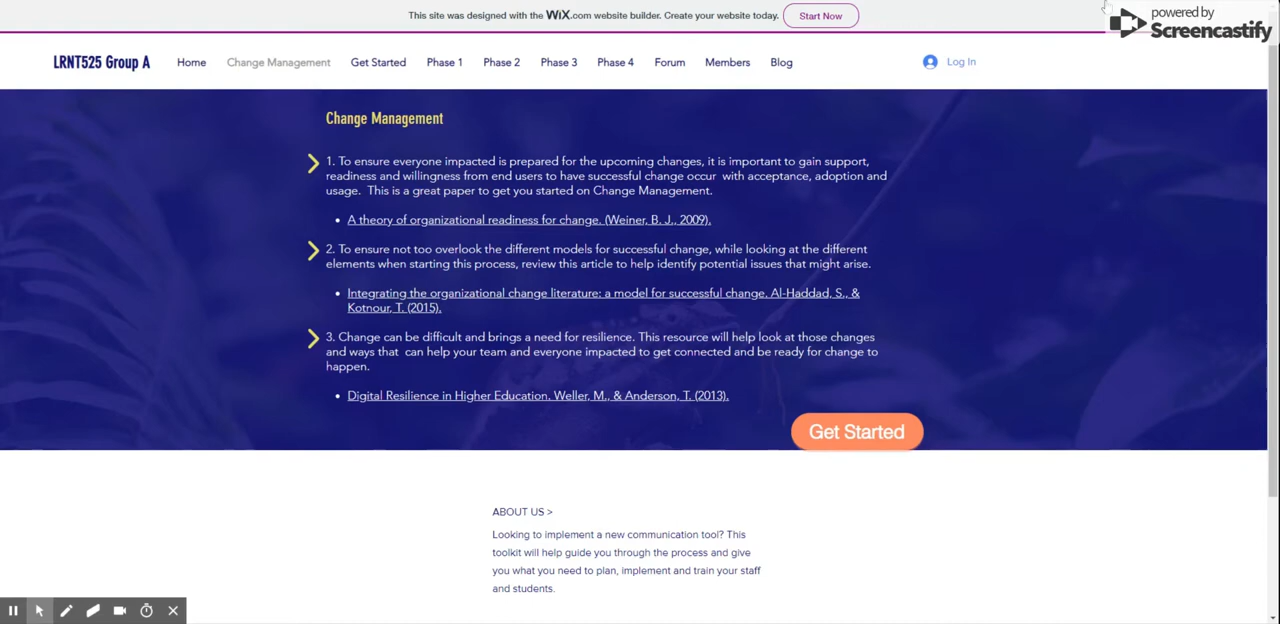 This site was designed with the WiX.com website builder. Create your website today. Start Now
powered by
Screencastify
LRNT525 Group A Home Change Management Get Started Phase 1 Phase 2 Phase 3 Phase 4 Forum Members Blog Log In
Change Management
1. To ensure everyone impacted is prepared for the upcoming changes, it is important to gain support,
readiness and willingness from end users to have successful change occur with acceptance, adoption and
usage. This is a great paper to get you started on Change Management.
• A theory of organizational readiness for change. (Weiner, B. J., 2009).
2. To ensure not too overlook the different models for successful change, while looking at the different
elements when starting this process, review this article to help identify potential issues that might arise.
• Integrating the organizational change literature: a model for successful change. Al-Haddad, S., &
Kotnour, T. (2015).
3. Change can be difficult and brings a need for resilience. This resource will help look at those changes
and ways that can help your team and everyone impacted to get connected and be ready for change to
happen.
• Digital Resilience in Higher Education. Weller, M., & Anderson, T. (2013).
Get Started
ABOUT US >
Looking to implement a new communication tool? This
toolkit will help guide you through the process and give
you what you need to plan, implement and train your staff
and students.